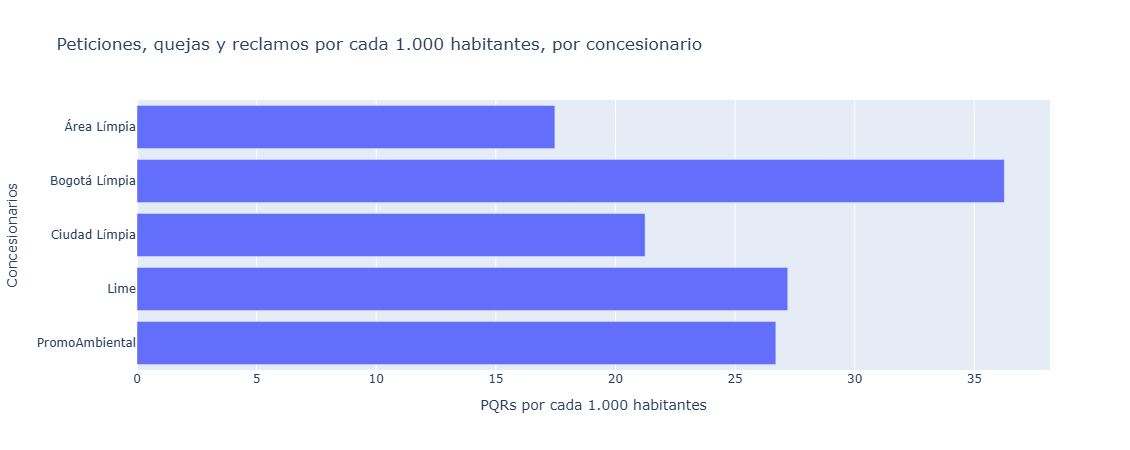 Peticiones, quejas y reclamos por cada 1.000 habitantes, por concesionario
Concesionarios
Área Límpia
Bogotá Límpia
Ciudad Límpia
Lime
PromoAmbiental
0 5 10 15 20 25 30 35
PQRs por cada 1.000 habitantes